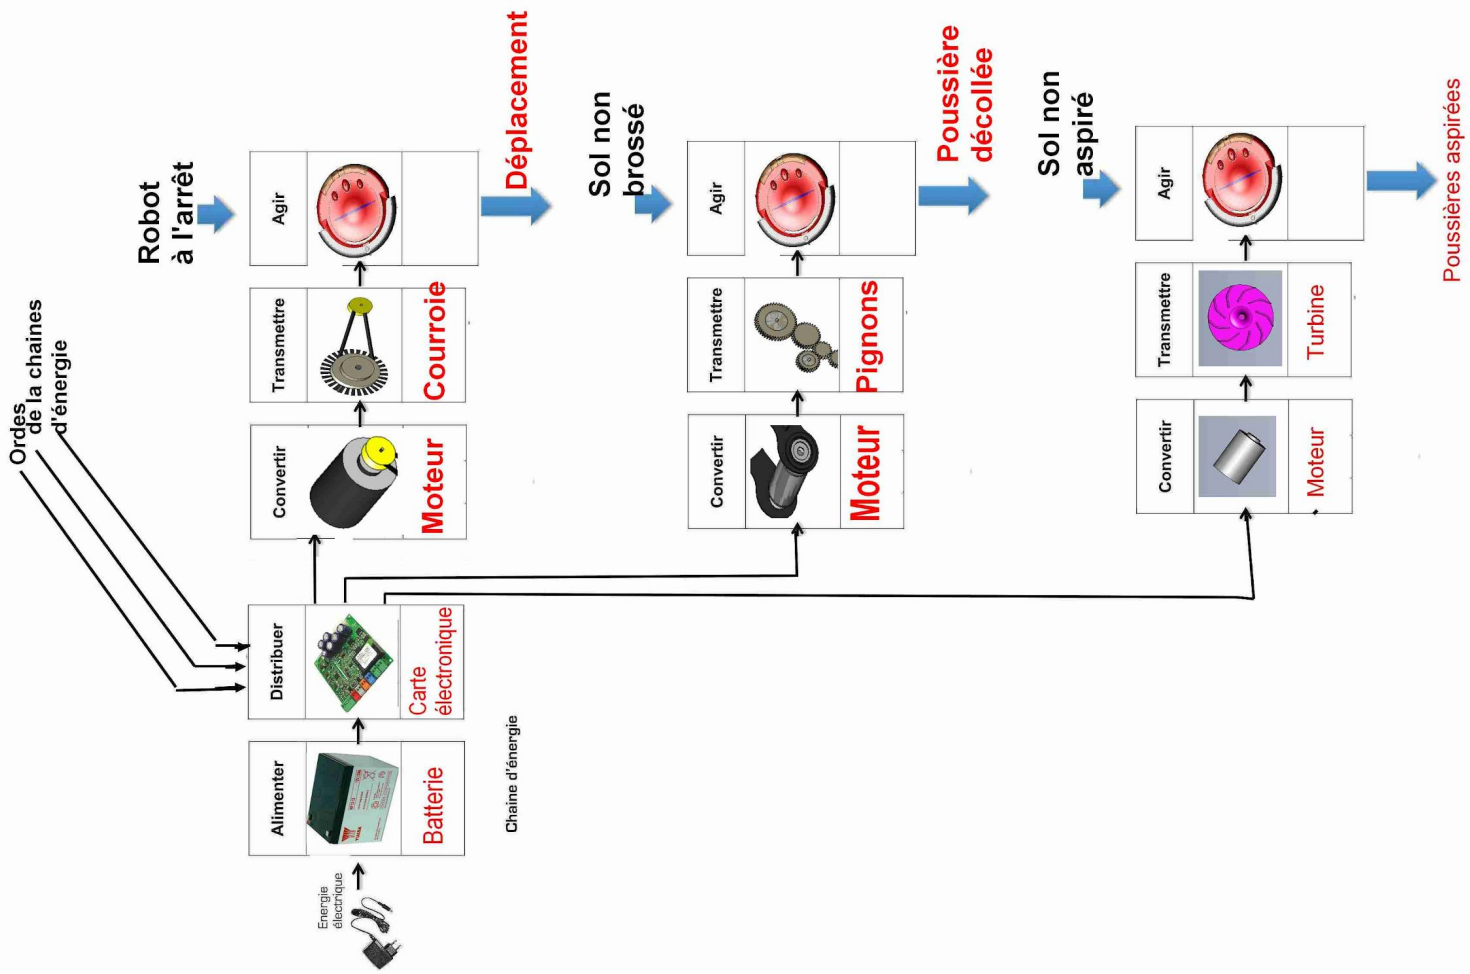 Ordes
de la chaines
d'énergie
Robot
à l'arrêt
Energie
électrique
Alimenter
Batterie
Distribuer
Carte
électronique
Convertir
Moteur
Transmettre
Courroie
Agir
Déplacement
Chaine d'énergie
Sol non
brossé
Convertir
Moteur
Transmettre
Pignons
Agir
Poussière
décollée
Sol non
aspiré
Convertir
Moteur
Transmettre
Turbine
Agir
Poussières aspirées